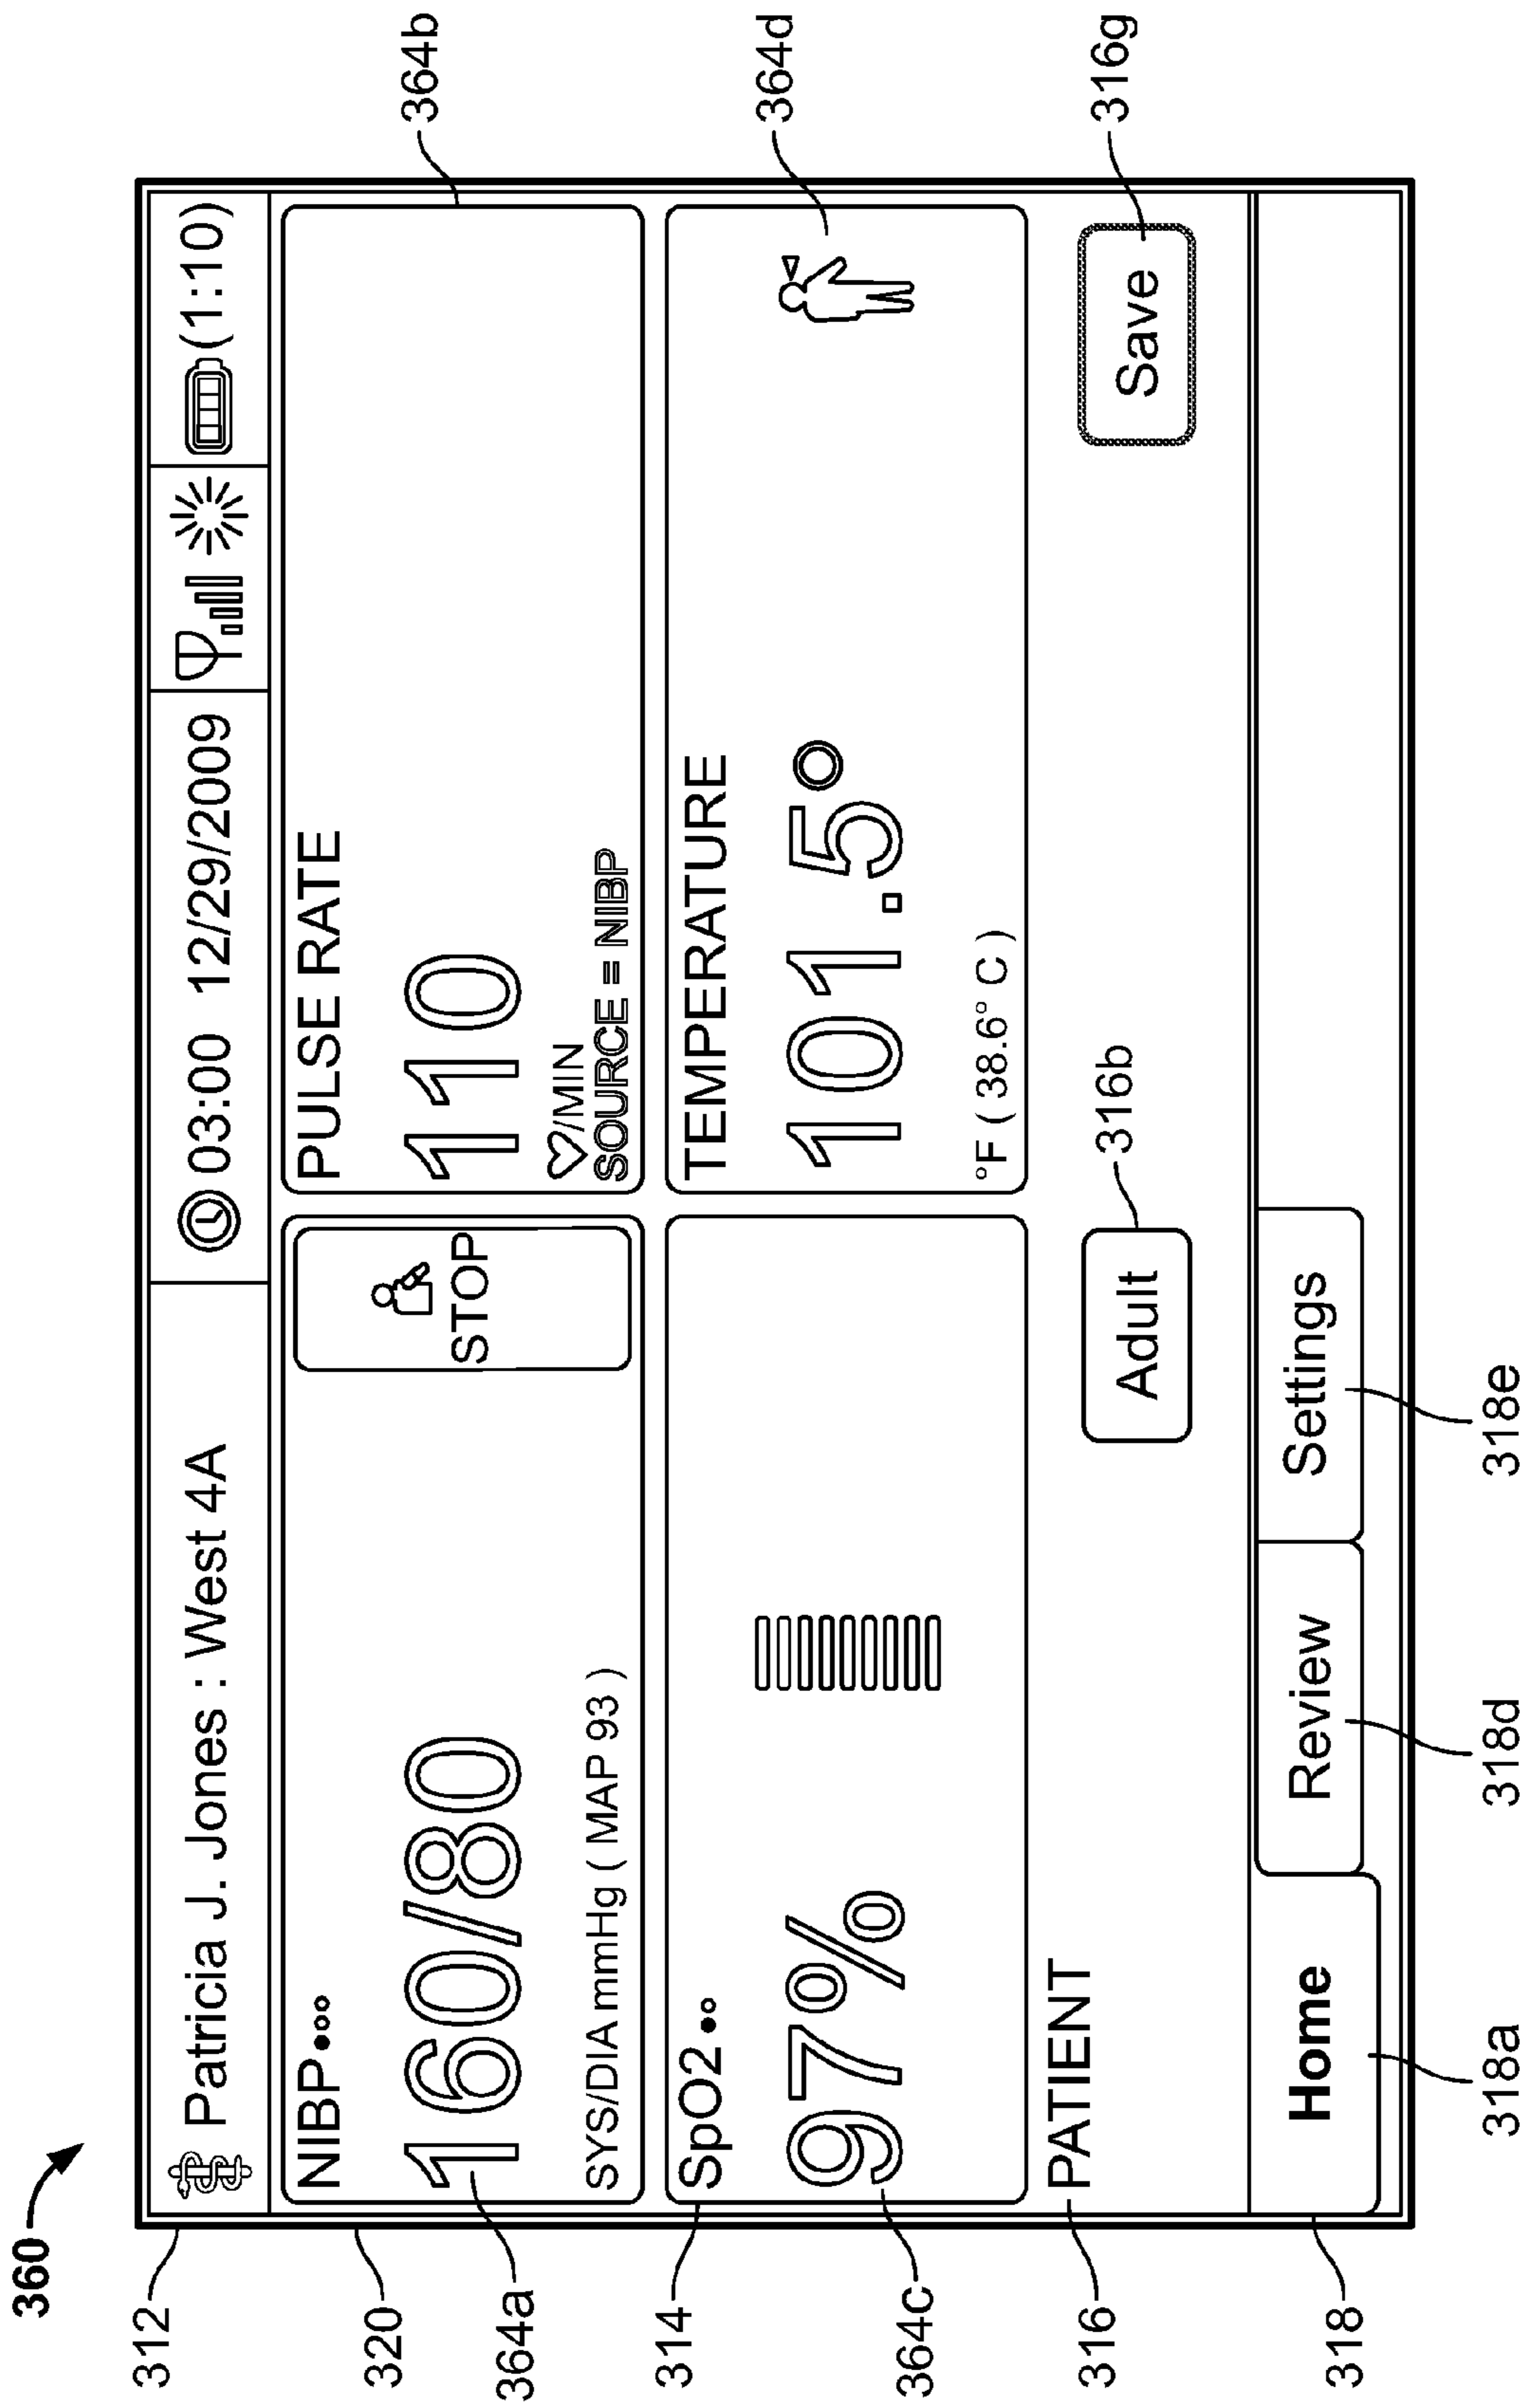 360
312
320
364a
314
364c
316
318
Patricia J. Jones : West 4A
03:00 12/29/2009
(1:10)
NIBP
STOP
160/80
SYS/DIA mmHg ( MAP 93 )
PULSE RATE
110
/MIN
SOURCE = NIBP
364b
SpO2
97%
TEMPERATURE
101.5°
°F ( 38.6° C )
364d
PATIENT
Adult
316b
Save
316g
Home
Review
Settings
318a
318d
318e